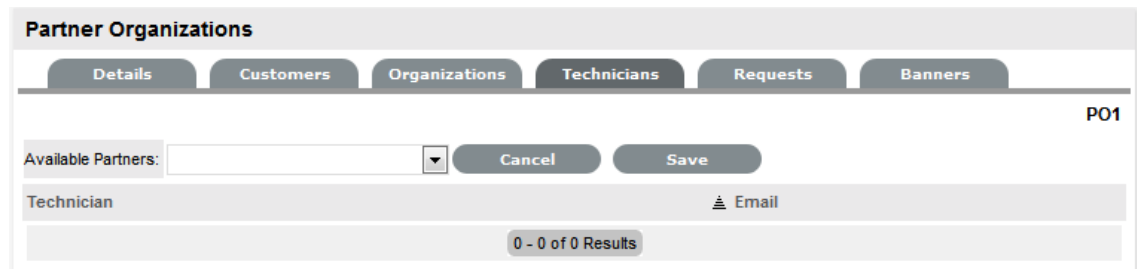 Partner Organizations
Details Customers Organizations Technicians Requests Banners
PO1
Available Partners: Cancel Save
Technician Email
0 - 0 of 0 Results